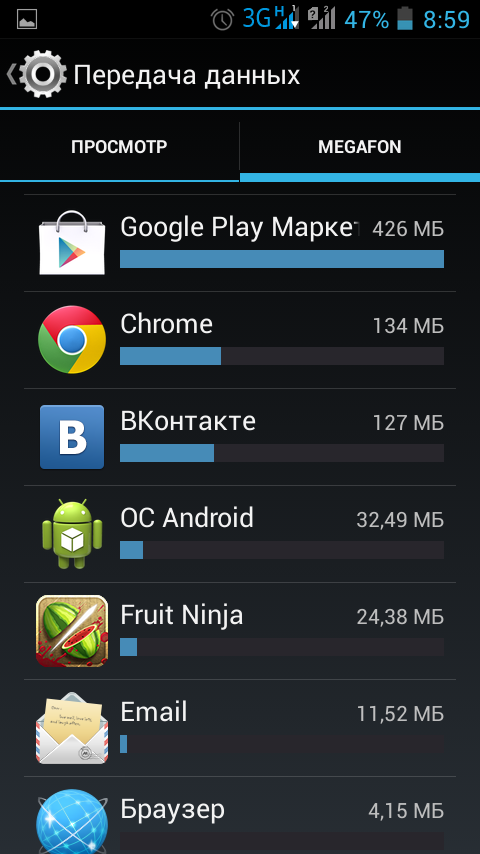 3G H 1 2 47% 8:59
Передача данных
ПРОСМОТР MEGAFON
Google Play Маркет 426 МБ
Chrome 134 МБ
ВКонтакте 127 МБ
ОС Android 32,49 МБ
Fruit Ninja 24,38 МБ
Email 11,52 МБ
Браузер 4,15 МБ